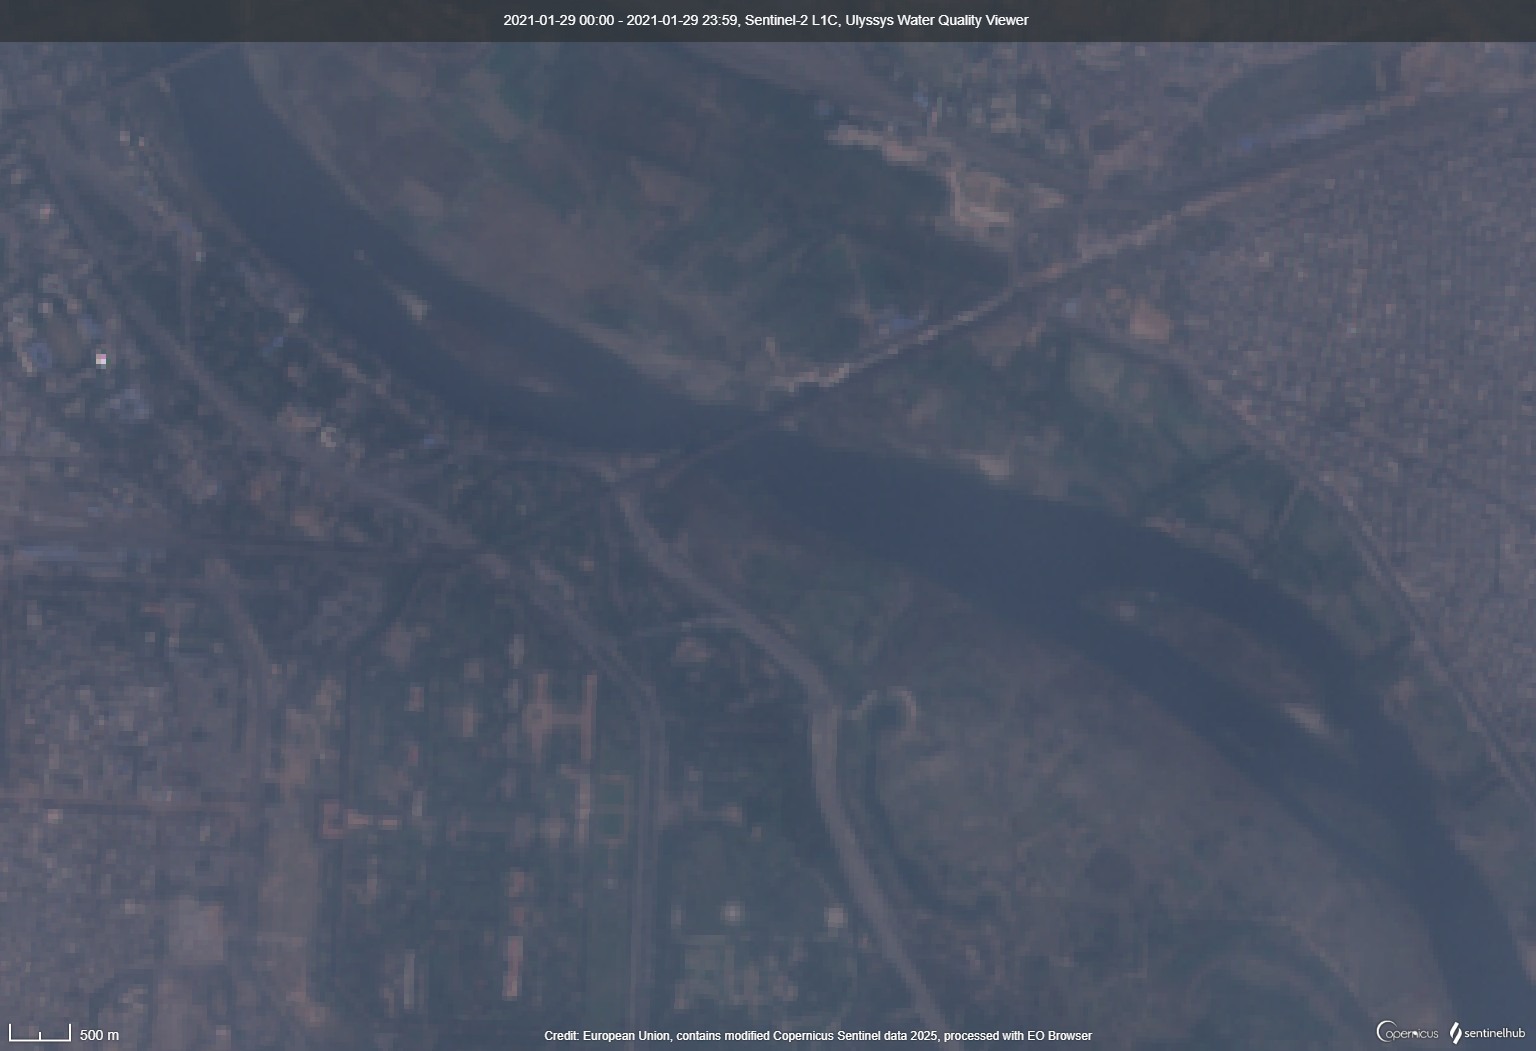 2021-01-29 00:00 - 2021-01-29 23:59, Sentinel-2 L1C, Ulyssys Water Quality Viewer
500 m
Credit: European Union, contains modified Copernicus Sentinel data 2025, processed with EO Browser
Copernicus
sentinelhub